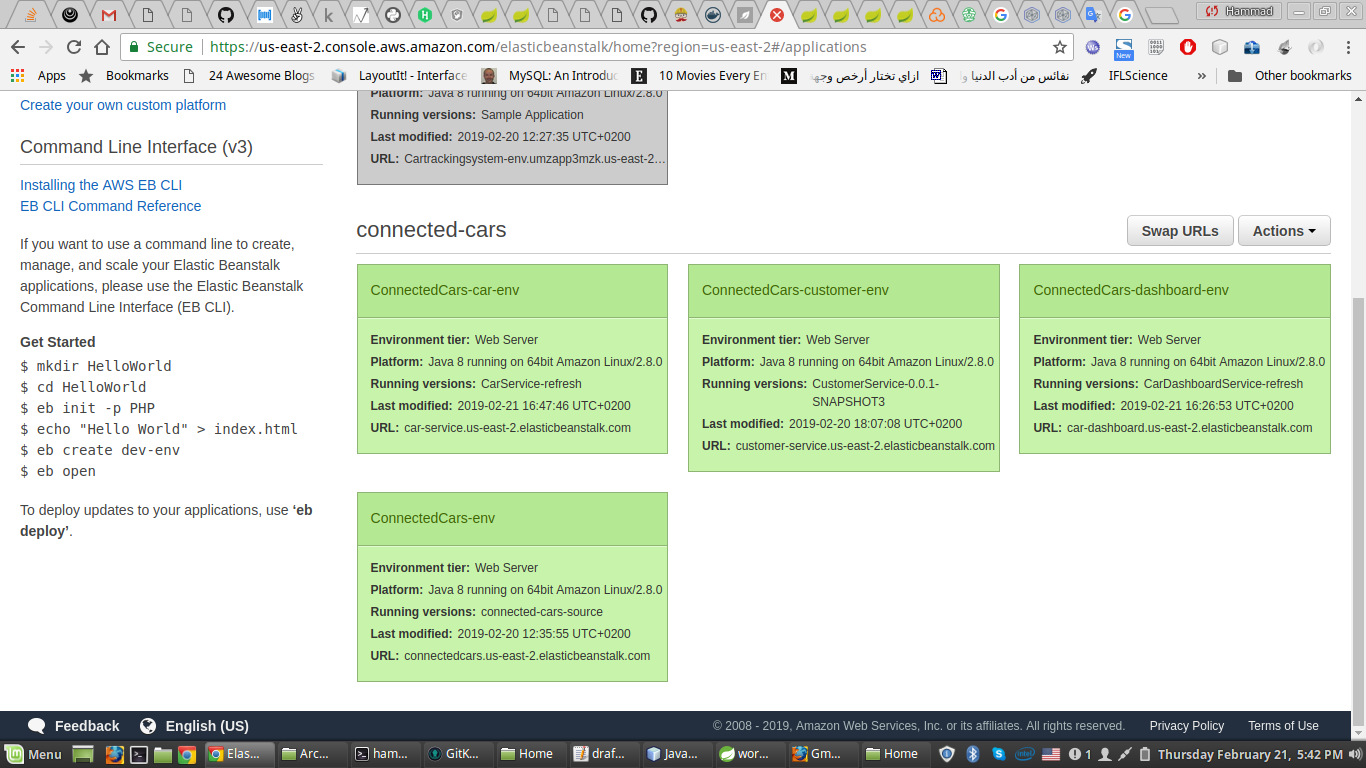 Hammad
Secure
https://us-east-2.console.aws.amazon.com/elasticbeanstalk/home?region=us-east-2#/applications
New
Apps
Bookmarks
24 Awesome Blogs
LayoutIt! - Interface
MySQL: An Introduc
10 Movies Every En
ازاي تختار أرخص وجهة
نفائس من أدب الدنيا و
IFLScience
»
Other bookmarks
Create your own custom platform
Command Line Interface (v3)
Installing the AWS EB CLI
EB CLI Command Reference
If you want to use a command line to create,
manage, and scale your Elastic Beanstalk
applications, please use the Elastic Beanstalk
Command Line Interface (EB CLI).
Get Started
$ mkdir HelloWorld
$ cd HelloWorld
$ eb init -p PHP
$ echo "Hello World" > index.html
$ eb create dev-env
$ eb open
To deploy updates to your applications, use ‘eb
deploy’.
Platform: Java 8 running on 64bit Amazon Linux/2.8.0
Running versions: Sample Application
Last modified: 2019-02-20 12:27:35 UTC+0200
URL: Cartrackingsystem-env.umzapp3mzk.us-east-2...
connected-cars
Swap URLs
Actions
ConnectedCars-car-env
Environment tier: Web Server
Platform: Java 8 running on 64bit Amazon Linux/2.8.0
Running versions: CarService-refresh
Last modified: 2019-02-21 16:47:46 UTC+0200
URL: car-service.us-east-2.elasticbeanstalk.com
ConnectedCars-customer-env
Environment tier: Web Server
Platform: Java 8 running on 64bit Amazon Linux/2.8.0
Running versions: CustomerService-0.0.1-
SNAPSHOT3
Last modified: 2019-02-20 18:07:08 UTC+0200
URL: customer-service.us-east-2.elasticbeanstalk.com
ConnectedCars-dashboard-env
Environment tier: Web Server
Platform: Java 8 running on 64bit Amazon Linux/2.8.0
Running versions: CarDashboardService-refresh
Last modified: 2019-02-21 16:26:53 UTC+0200
URL: car-dashboard.us-east-2.elasticbeanstalk.com
ConnectedCars-env
Environment tier: Web Server
Platform: Java 8 running on 64bit Amazon Linux/2.8.0
Running versions: connected-cars-source
Last modified: 2019-02-20 12:35:55 UTC+0200
URL: connectedcars.us-east-2.elasticbeanstalk.com
Feedback
English (US)
© 2008 - 2019, Amazon Web Services, Inc. or its affiliates. All rights reserved.
Privacy Policy
Terms of Use
Menu
Elas...
Arc...
ham...
GitK...
Home
draf...
Java...
wor...
Gm...
Home
1
Thursday February 21, 5:42 PM